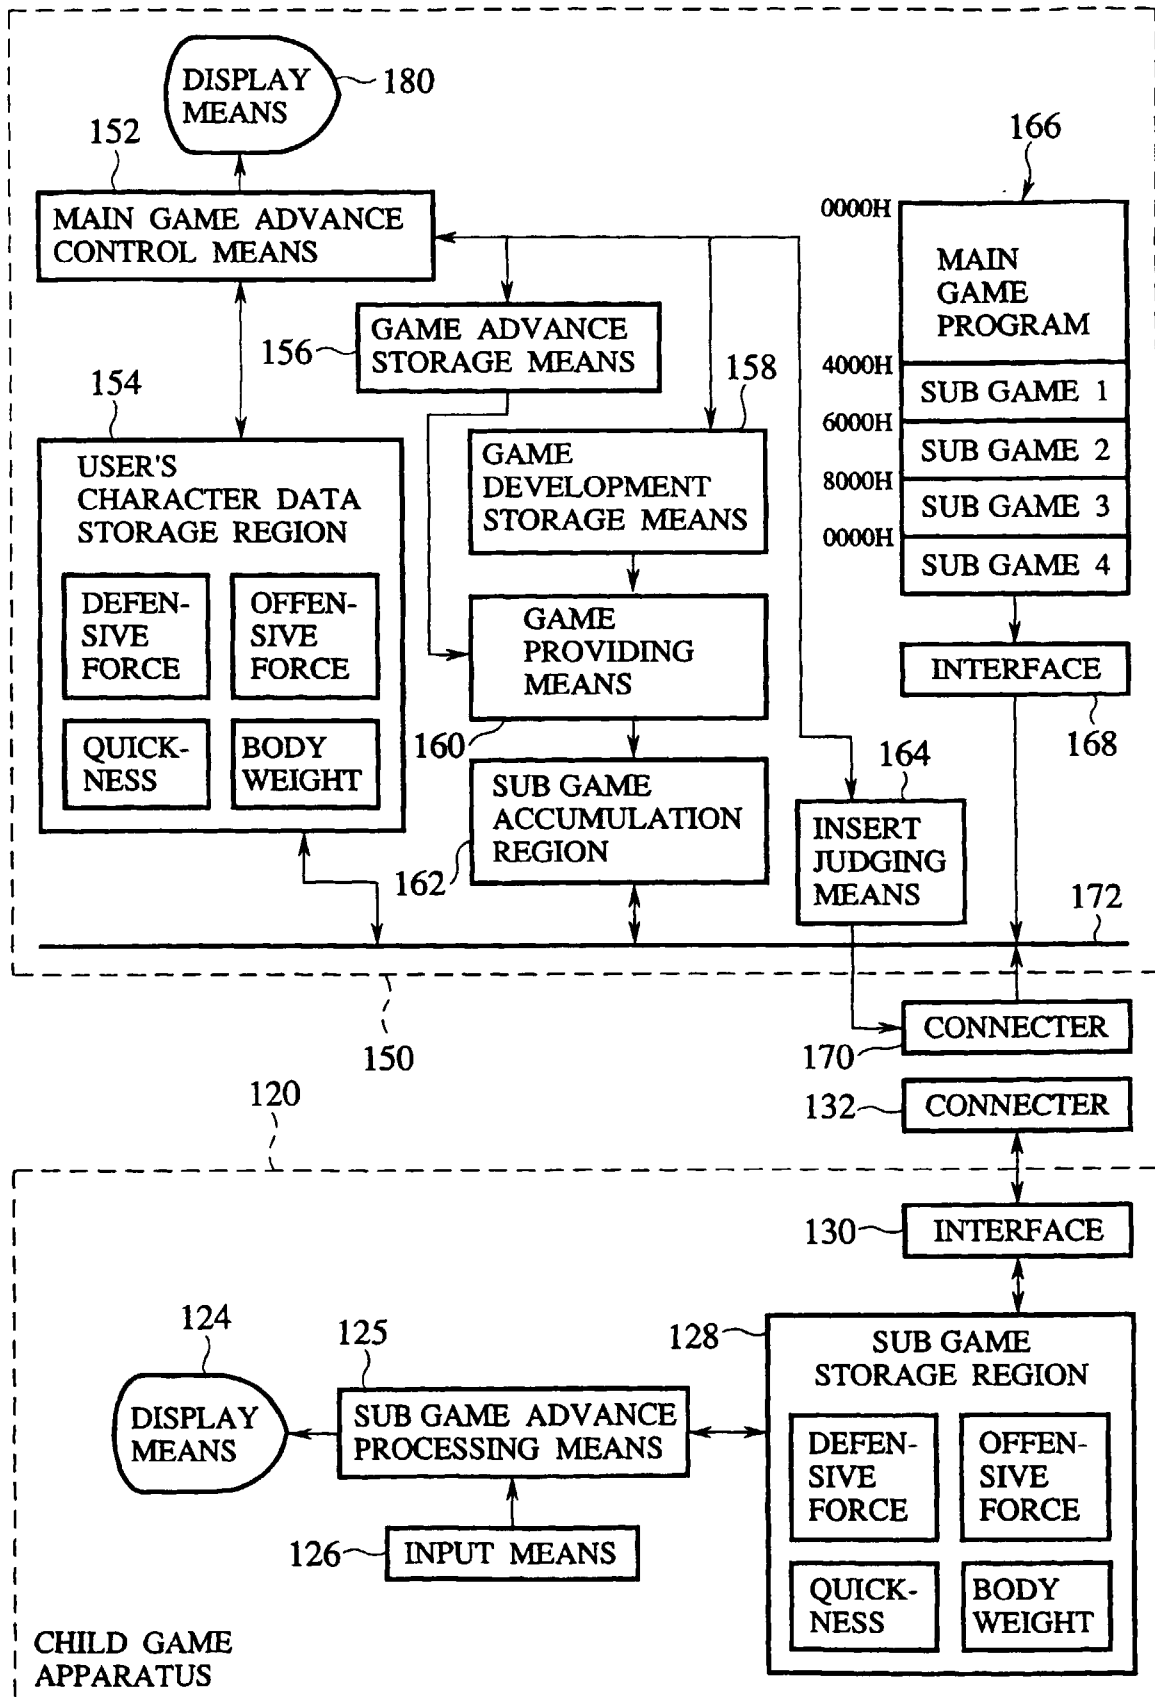 DISPLAY
MEANS
180
152
MAIN GAME ADVANCE
CONTROL MEANS
166
0000H
MAIN
GAME
PROGRAM
4000H
SUB GAME 1
6000H
SUB GAME 2
8000H
SUB GAME 3
0000H
SUB GAME 4
156
GAME ADVANCE
STORAGE MEANS
158
154
USER'S
CHARACTER DATA
STORAGE REGION
DEFEN-
SIVE
FORCE
OFFEN-
SIVE
FORCE
QUICK-
NESS
BODY
WEIGHT
GAME
DEVELOPMENT
STORAGE MEANS
GAME
PROVIDING
MEANS
160
SUB GAME
ACCUMULATION
REGION
162
INTERFACE
168
164
INSERT
JUDGING
MEANS
172
150
CONNECTER
170
120
132
CONNECTER
130
INTERFACE
124
DISPLAY
MEANS
125
SUB GAME ADVANCE
PROCESSING MEANS
126
INPUT MEANS
128
SUB GAME
STORAGE REGION
DEFEN-
SIVE
FORCE
OFFEN-
SIVE
FORCE
QUICK-
NESS
BODY
WEIGHT
CHILD GAME
APPARATUS